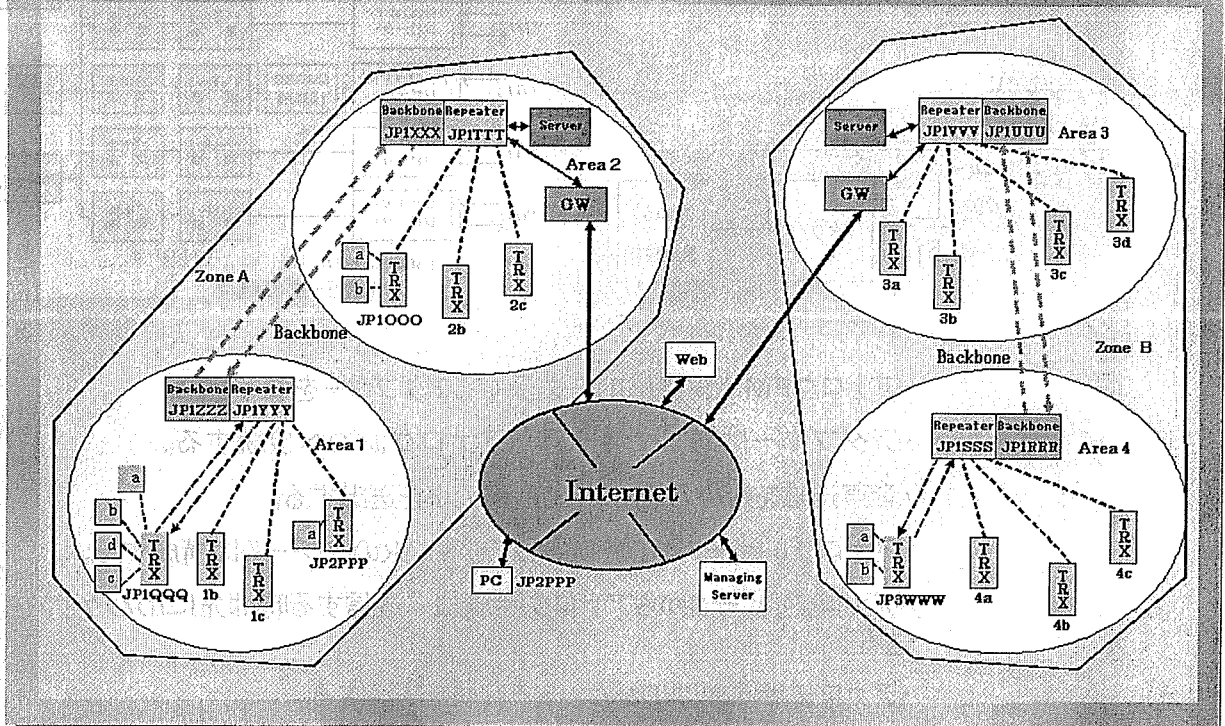 Backbone Repeater
JP1XXX JP1TTT
Server
Area 2
GW
a
b
TRX
JP1OOO
TRX
2b
TRX
2c
Zone A
Backbone
Backbone Repeater
JP1ZZZ JP1YYY
Area 1
a
b
d
c
TRX
JP1QQQ
TRX
1b
TRX
1c
a
TRX
JP2PPP
Web
Internet
PC
JP2PPP
Managing
Server
Server
Repeater Backbone
JP1VVV JP1UUU
Area 3
GW
TRX
3a
TRX
3b
TRX
3c
TRX
3d
Backbone
Zone B
Repeater Backbone
JP1SSS JP1RRR
Area 4
a
b
TRX
JP3WWW
TRX
4a
TRX
4b
TRX
4c